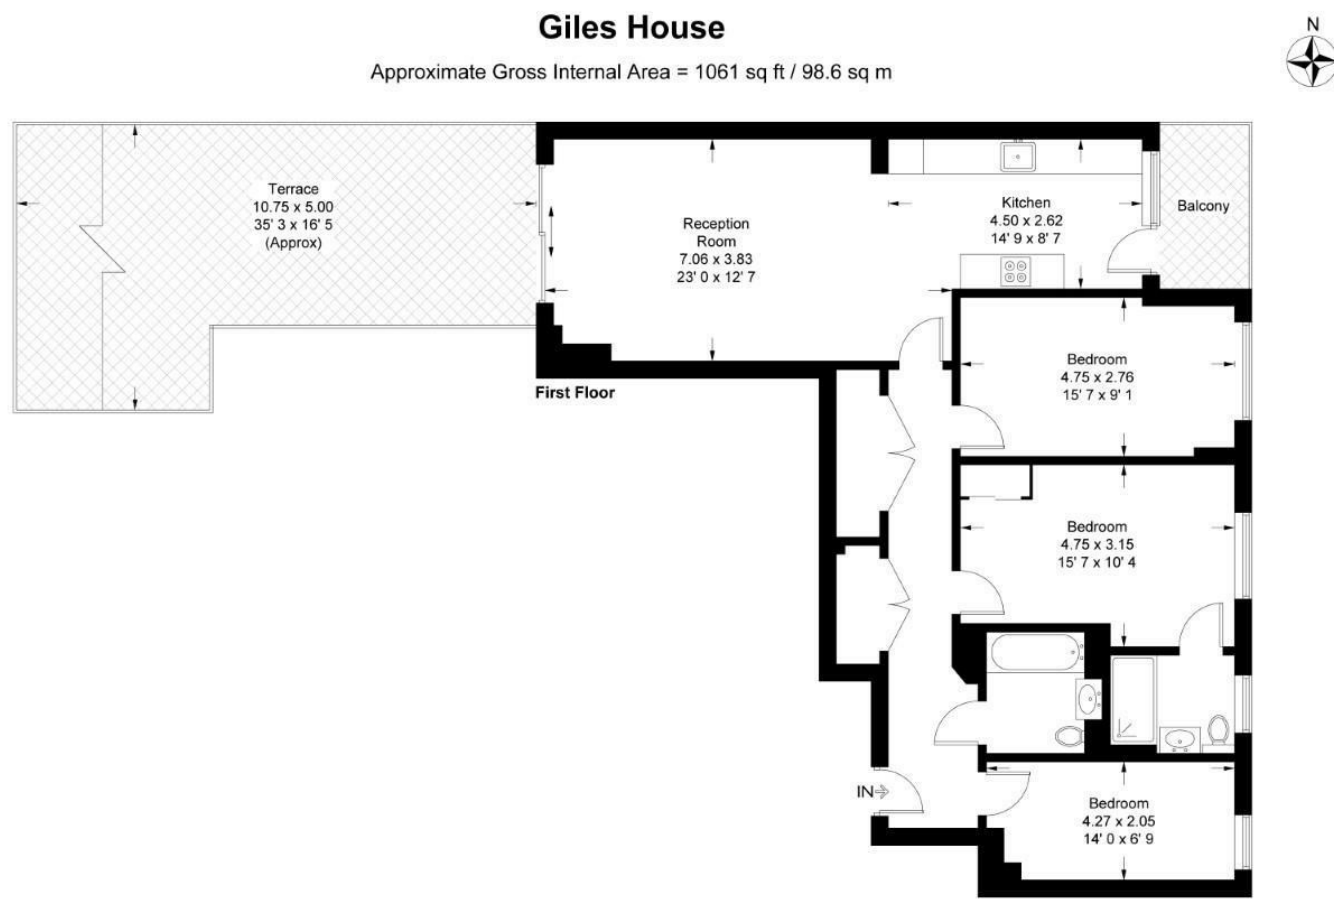 Giles House
N
Approximate Gross Internal Area = 1061 sq ft / 98.6 sq m
Terrace
10.75 x 5.00
35' 3 x 16' 5
(Approx)
Reception
Room
7.06 x 3.83
23' 0 x 12' 7
Kitchen
4.50 x 2.62
14' 9 x 8' 7
Balcony
First Floor
Bedroom
4.75 x 2.76
15' 7 x 9' 1
Bedroom
4.75 x 3.15
15' 7 x 10' 4
IN
Bedroom
4.27 x 2.05
14' 0 x 6' 9